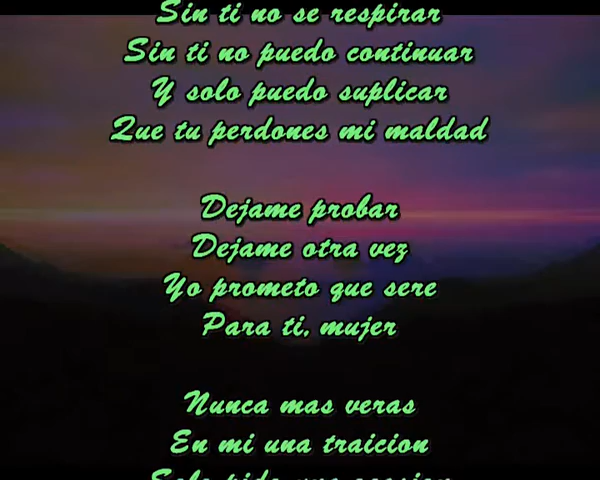 Sin ti no se respirar
Sin ti no puedo continuar
Y solo puedo suplicar
Que tu perdones mi maldad
Dejame probar
Dejame otra vez
Yo prometo que sere
Para ti, mujer
Nunca mas veras
En mi una traicion
Solo pido una ocasion